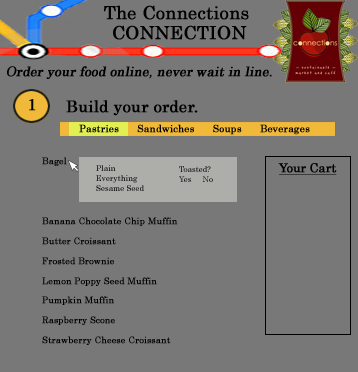 The Connections
CONNECTION
connections
Order your food online, never wait in line.
1
Build your order.
Pastries Sandwiches Soups Beverages
Bagel
Plain
Everything
Sesame Seed
Toasted?
Yes No
Your Cart
Banana Chocolate Chip Muffin
Butter Croissant
Frosted Brownie
Lemon Poppy Seed Muffin
Pumpkin Muffin
Raspberry Scone
Strawberry Cheese Croissant